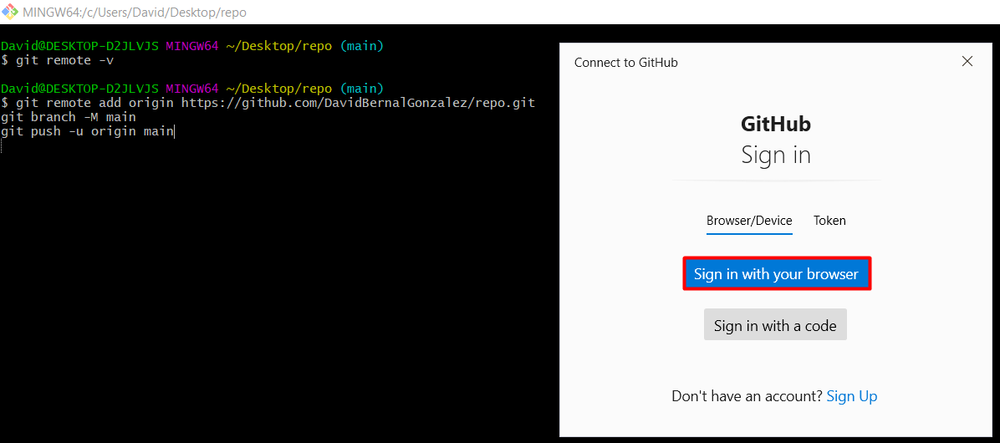 MINGW64:/c/Users/David/Desktop/repo
David@DESKTOP-D2JLVJS MINGW64 ~/Desktop/repo (main)
$ git remote -v
David@DESKTOP-D2JLVJS MINGW64 ~/Desktop/repo (main)
$ git remote add origin https://github.com/DavidBernalGonzalez/repo.git
git branch -M main
git push -u origin main
Connect to GitHub
GitHub
Sign in
Browser/Device Token
Sign in with your browser
Sign in with a code
Don't have an account? Sign Up